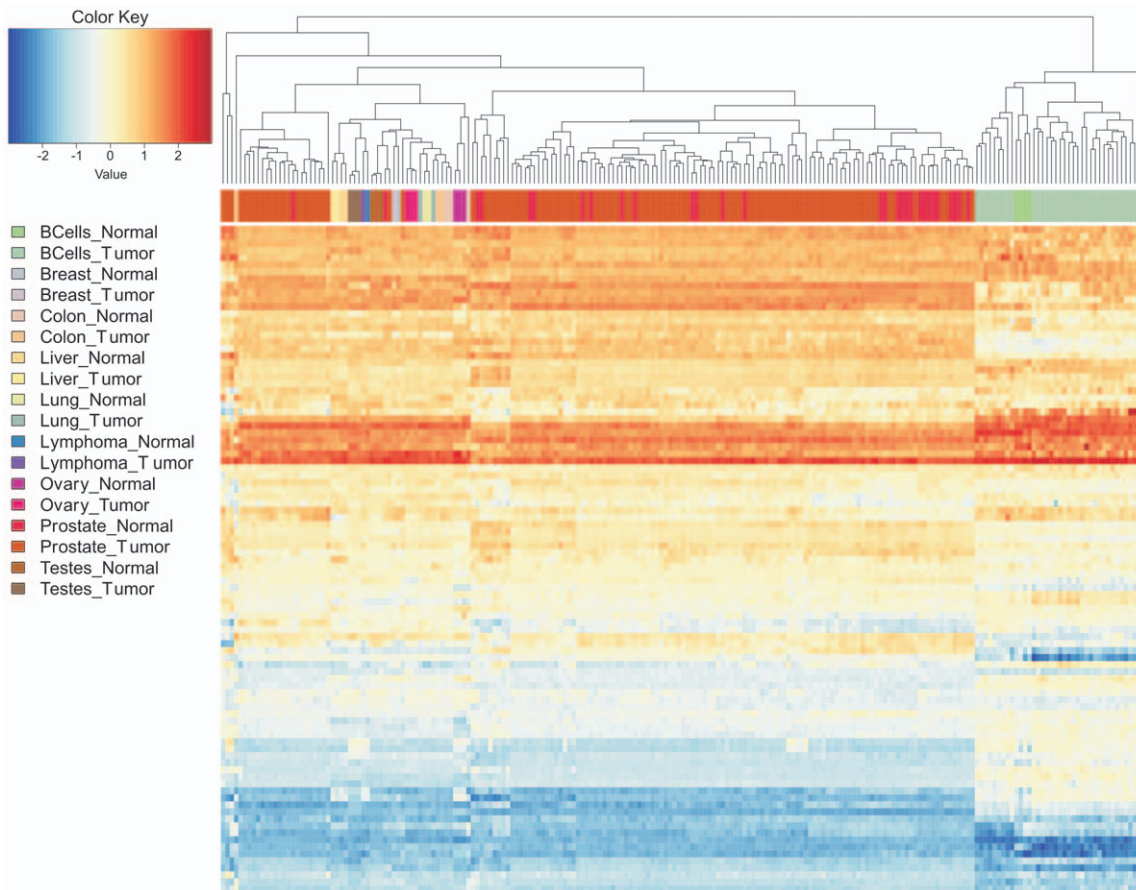 Color Key
-2 -1 0 1 2
Value
BCells_Normal
BCells_Tumor
Breast_Normal
Breast_Tumor
Colon_Normal
Colon_Tumor
Liver_Normal
Liver_Tumor
Lung_Normal
Lung_Tumor
Lymphoma_Normal
Lymphoma_Tumor
Ovary_Normal
Ovary_Tumor
Prostate_Normal
Prostate_Tumor
Testes_Normal
Testes_Tumor